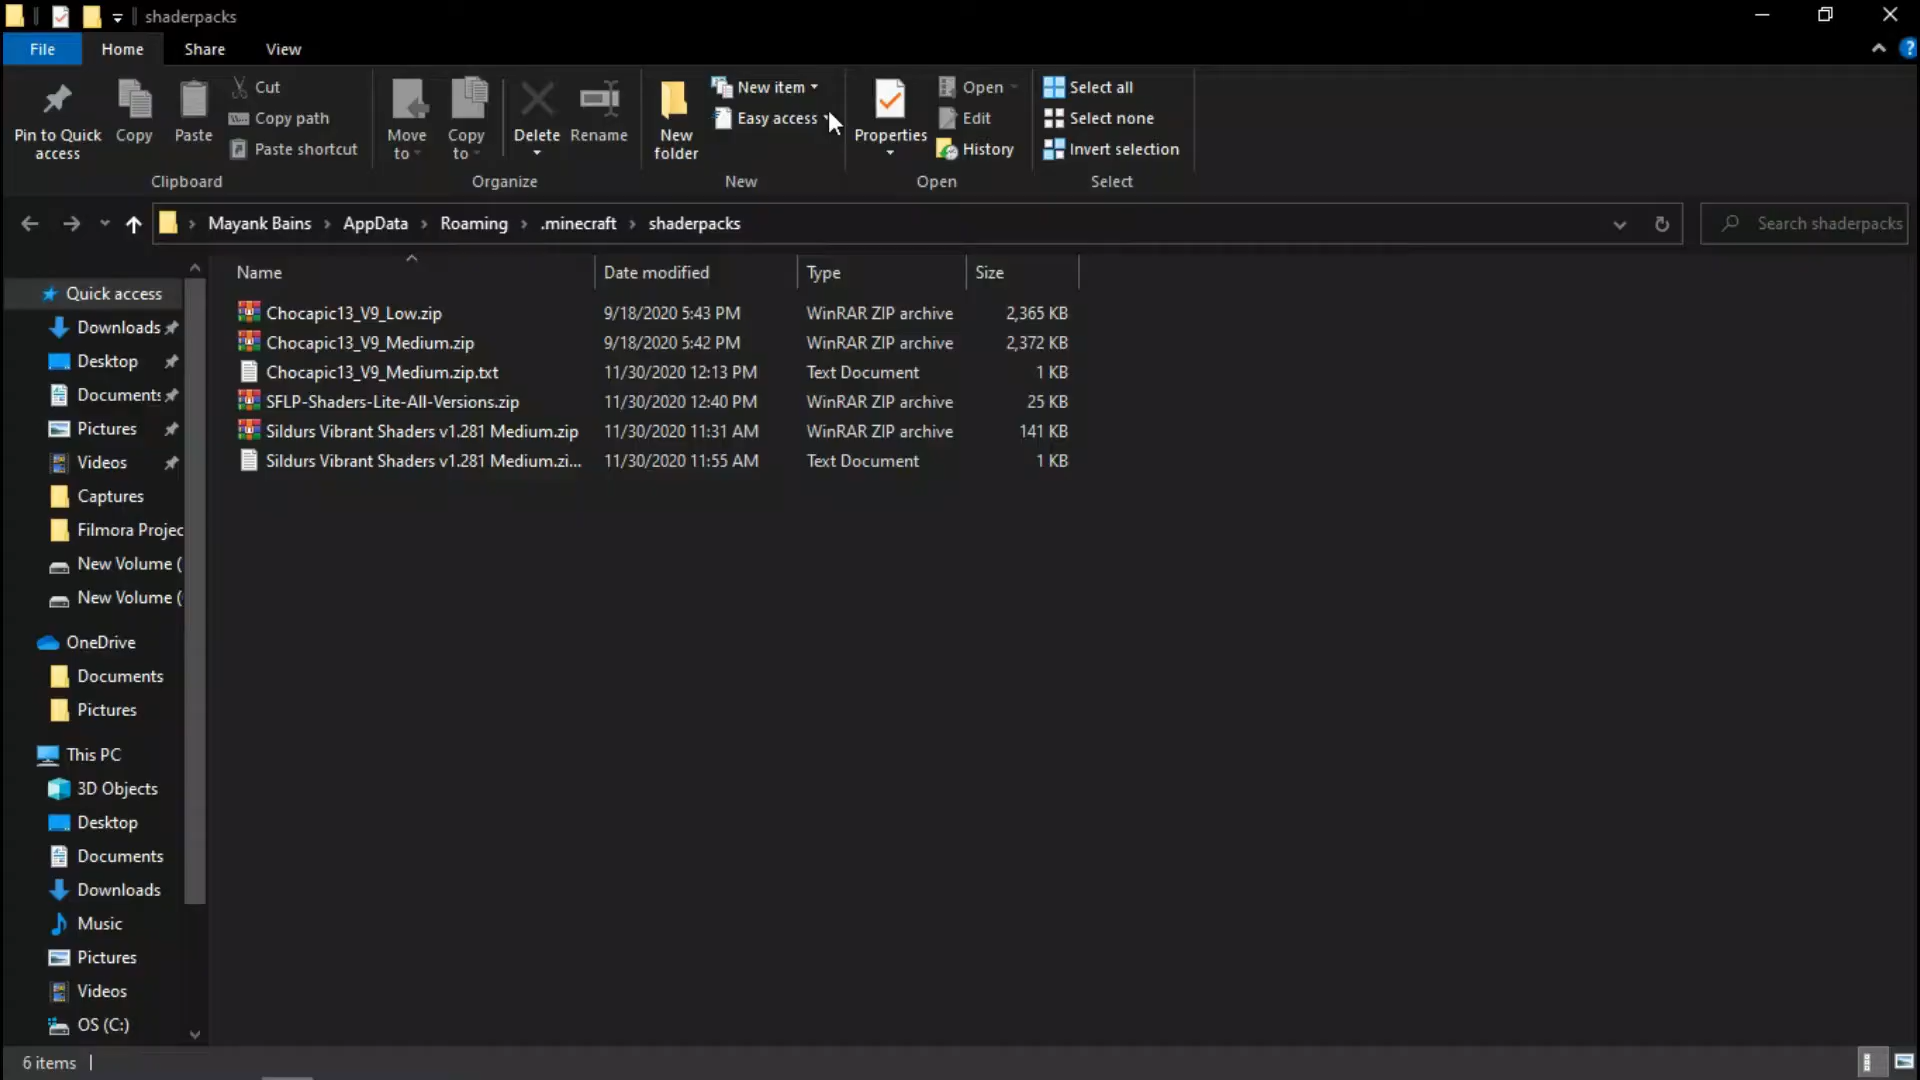 shaderpacks
File Home Share View
Pin to Quick access
Copy
Paste
Cut
Copy path
Paste shortcut
Clipboard
Move to
Copy to
Delete
Rename
Organize
New folder
New item
Easy access
New
Properties
Open
Edit
History
Open
Select all
Select none
Invert selection
Select
Mayank Bains › AppData › Roaming › .minecraft › shaderpacks
Search shaderpacks
Name Date modified Type Size
Chocapic13_V9_Low.zip 9/18/2020 5:43 PM WinRAR ZIP archive 2,365 KB
Chocapic13_V9_Medium.zip 9/18/2020 5:42 PM WinRAR ZIP archive 2,372 KB
Chocapic13_V9_Medium.zip.txt 11/30/2020 12:13 PM Text Document 1 KB
SFLP-Shaders-Lite-All-Versions.zip 11/30/2020 12:40 PM WinRAR ZIP archive 25 KB
Sildurs Vibrant Shaders v1.281 Medium.zip 11/30/2020 11:31 AM WinRAR ZIP archive 141 KB
Sildurs Vibrant Shaders v1.281 Medium.zi... 11/30/2020 11:55 AM Text Document 1 KB
Quick access
Downloads
Desktop
Documents
Pictures
Videos
Captures
Filmora Projec
New Volume (
New Volume (
OneDrive
Documents
Pictures
This PC
3D Objects
Desktop
Documents
Downloads
Music
Pictures
Videos
OS (C:)
6 items